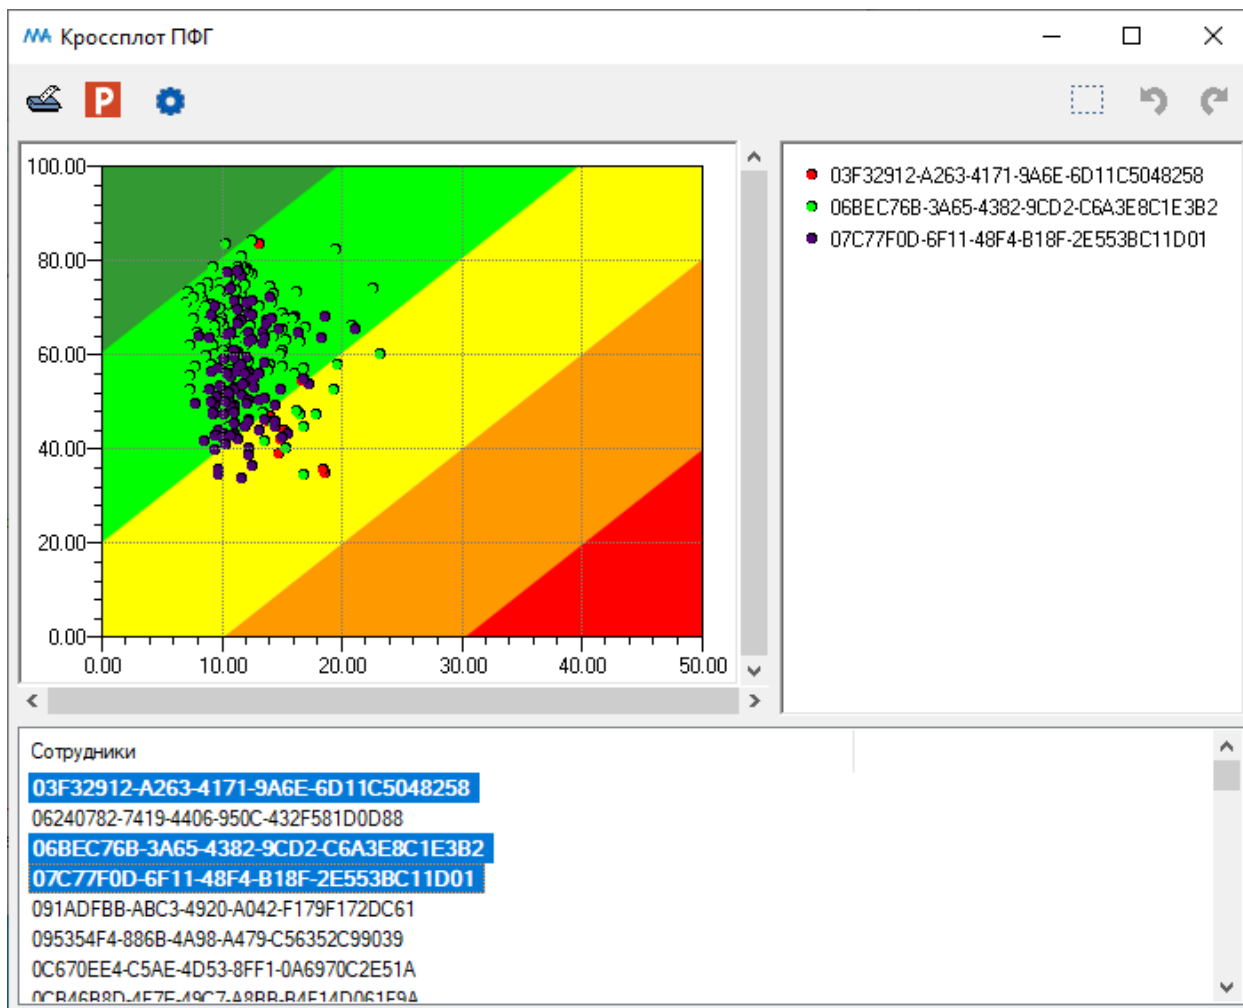 Кроссплот ПФГ
P
100.00
80.00
60.00
40.00
20.00
0.00
0.00 10.00 20.00 30.00 40.00 50.00
03F32912-A263-4171-9A6E-6D11C5048258
06BEC76B-3A65-4382-9CD2-C6A3E8C1E3B2
07C77F0D-6F11-48F4-B18F-2E553BC11D01
Сотрудники
03F32912-A263-4171-9A6E-6D11C5048258
06240782-7419-4406-950C-432F581D0D88
06BEC76B-3A65-4382-9CD2-C6A3E8C1E3B2
07C77F0D-6F11-48F4-B18F-2E553BC11D01
091ADFBB-ABC3-4920-A042-F179F172DC61
095354F4-886B-4A98-A479-C56352C99039
0C670EE4-C5AE-4D53-8FF1-0A6970C2E51A